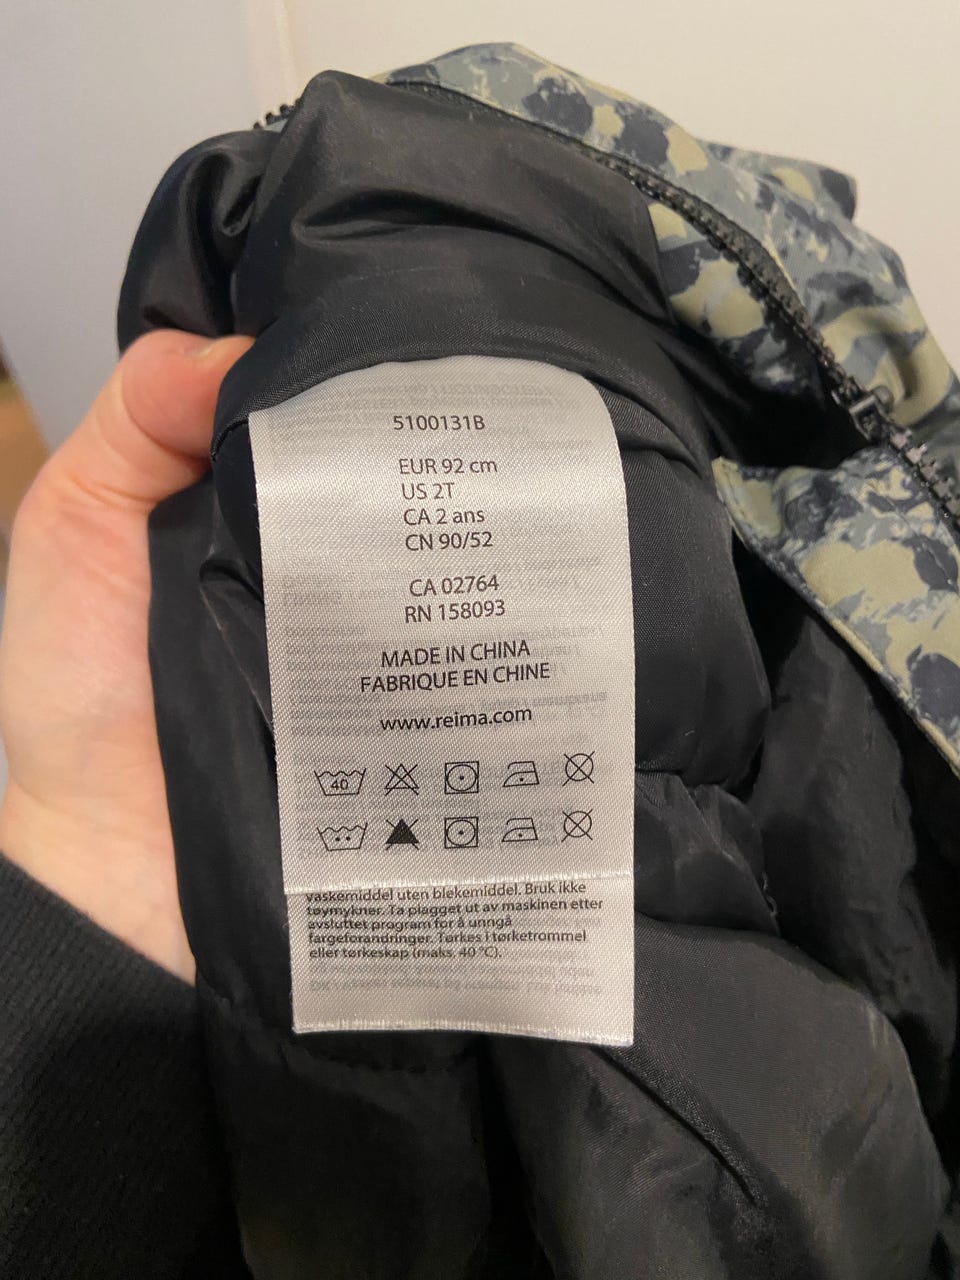 5100131B
EUR 92 cm
US 2T
CA 2 ans
CN 90/52
CA 02764
RN 158093
MADE IN CHINA
FABRIQUE EN CHINE
www.reima.com
40
vaskemiddel uten blekemiddel. Bruk ikke
tøymykner. Ta plagget ut av maskinen etter
avsluttet program for å unngå
fargeforandringer. Tørkes i tørketrommel
eller tørkeskap (maks. 40 °C).